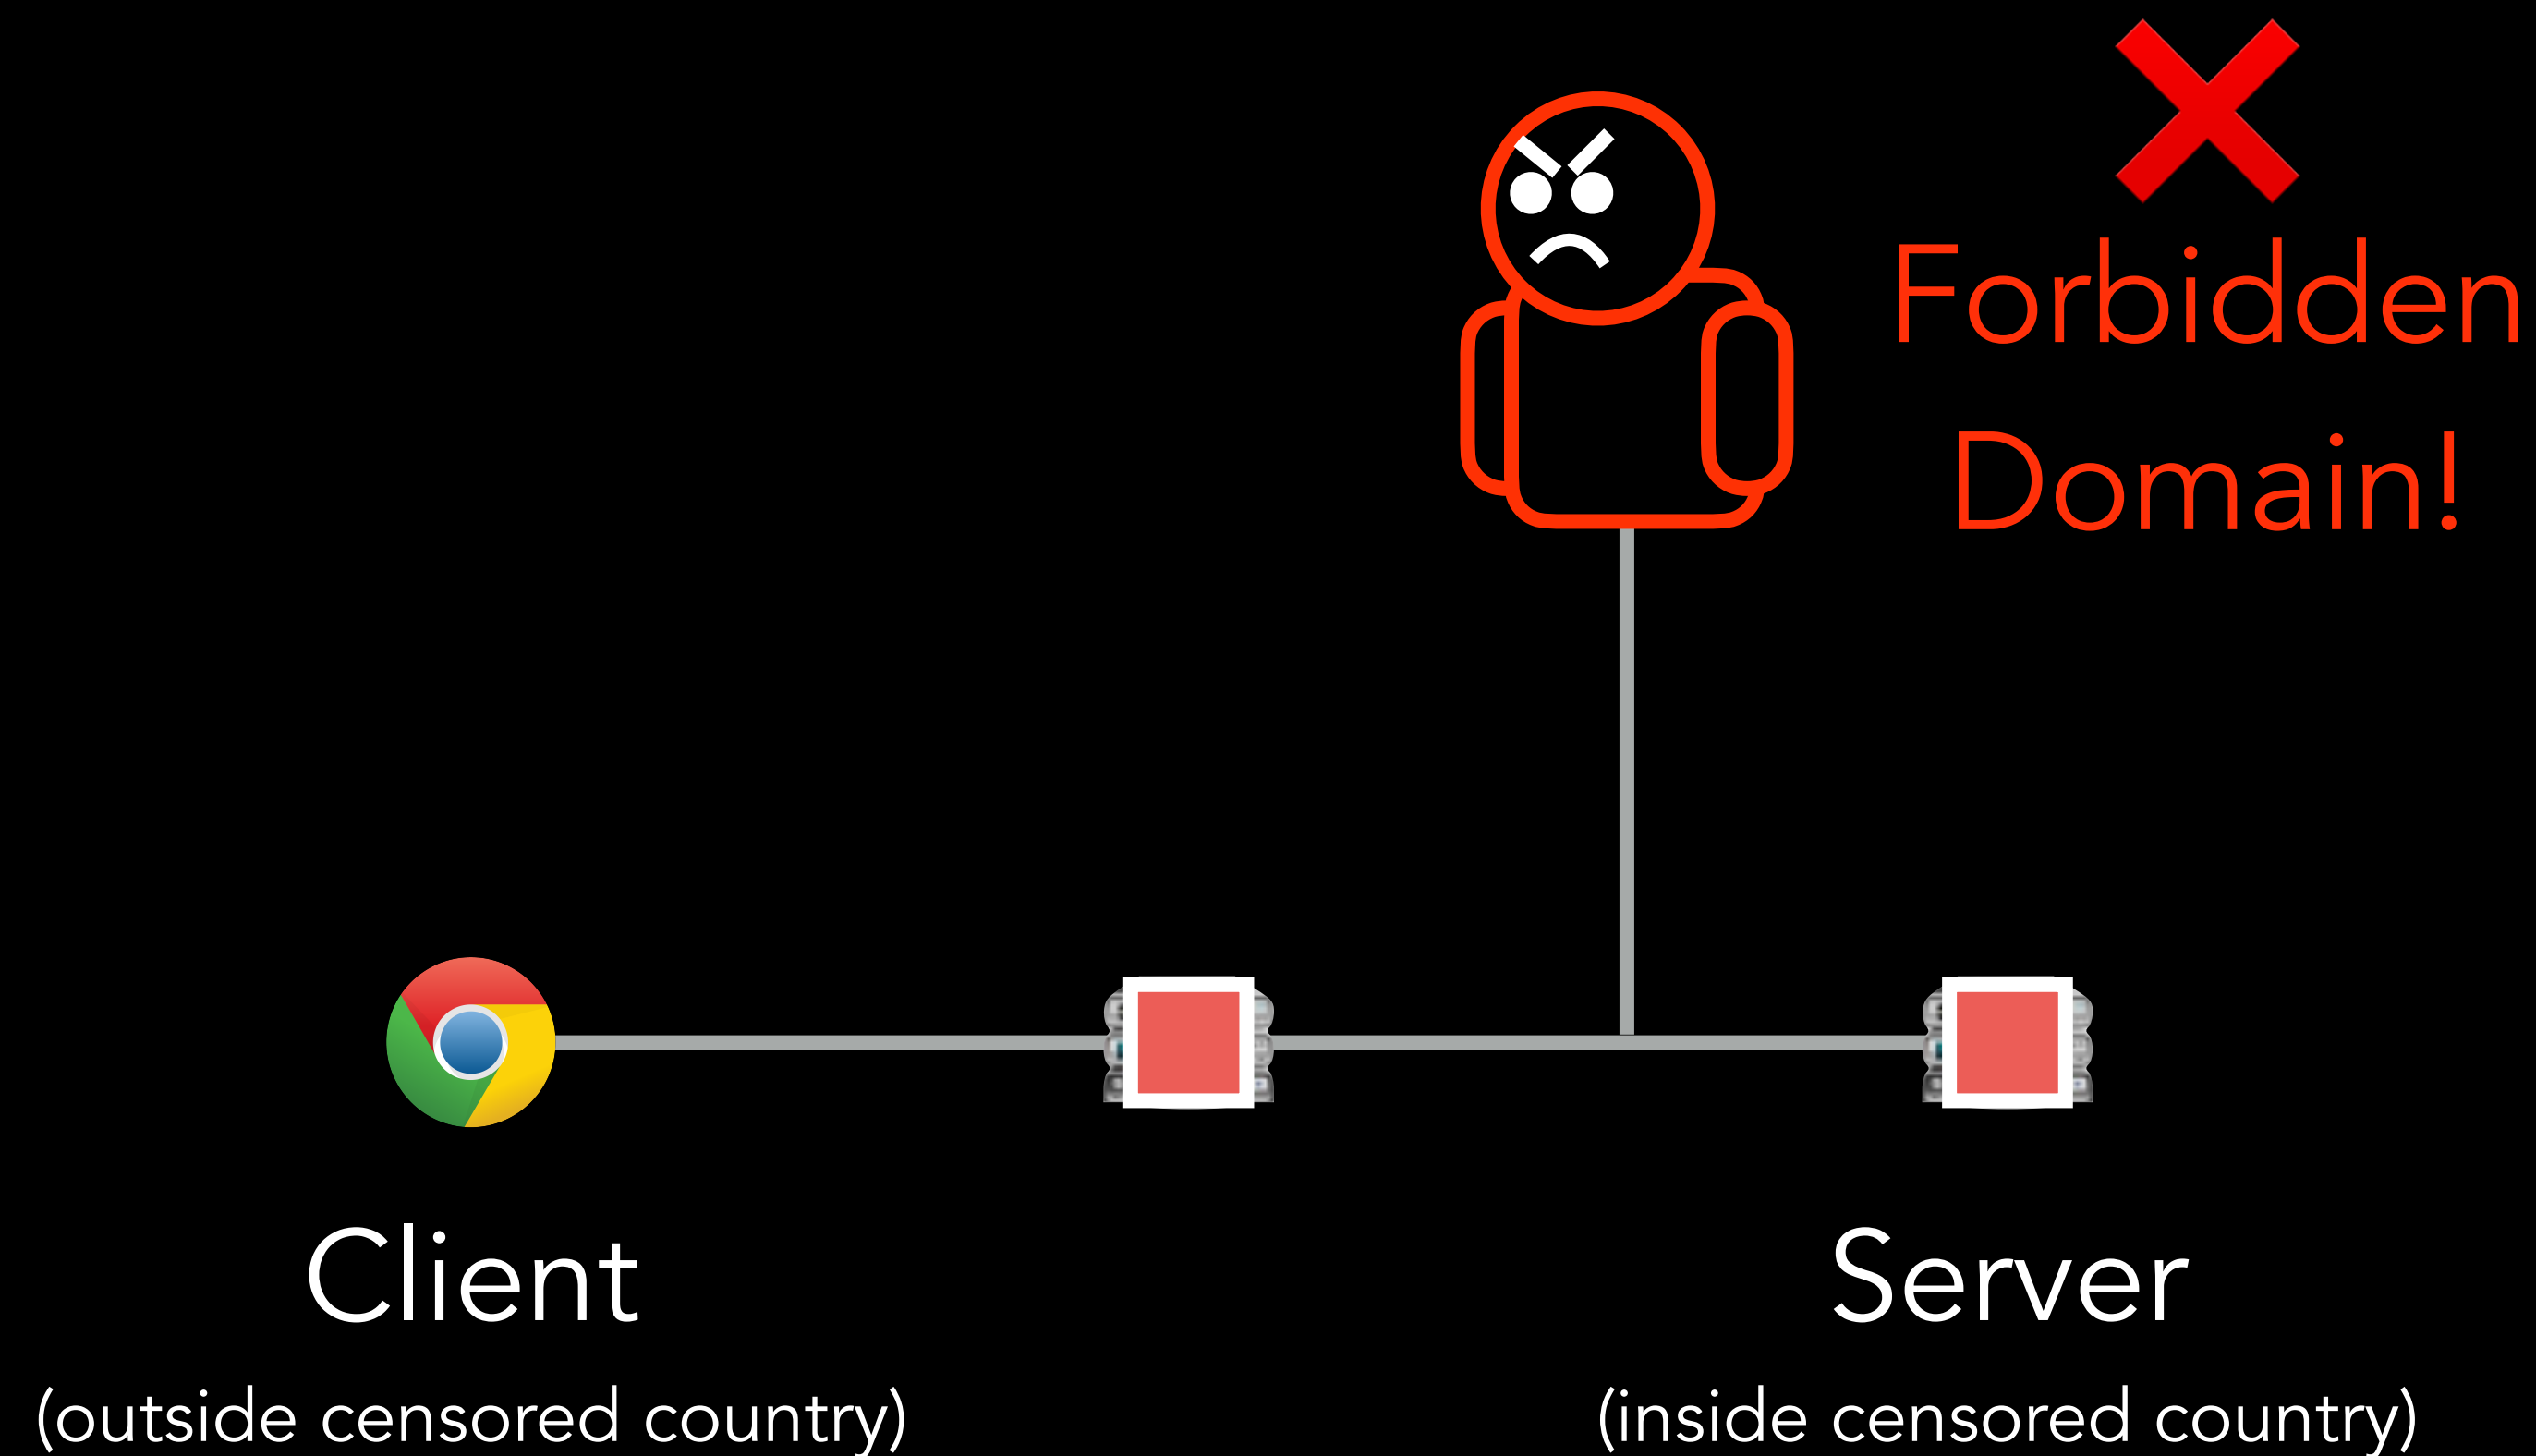 Forbidden
Domain!
Client
Server
(outside censored country)
(inside censored country)